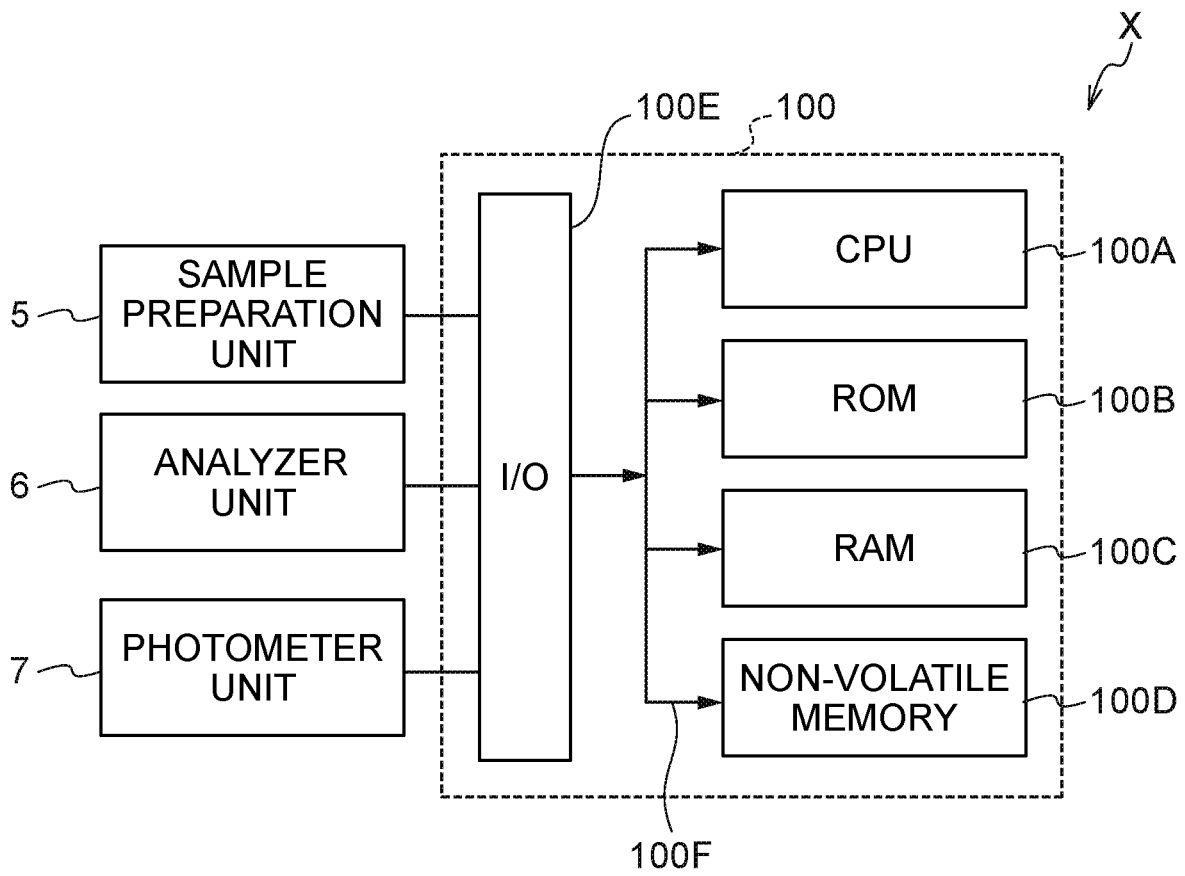 X
100E
100
SAMPLE
PREPARATION
UNIT
5
ANALYZER
UNIT
6
PHOTOMETER
UNIT
7
I/O
CPU
100A
ROM
100B
RAM
100C
NON-VOLATILE
MEMORY
100D
100F